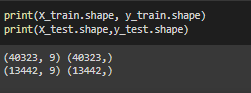 print(X_train.shape, y_train.shape)
print(X_test.shape,y_test.shape)
(40323, 9) (40323,)
(13442, 9) (13442,)